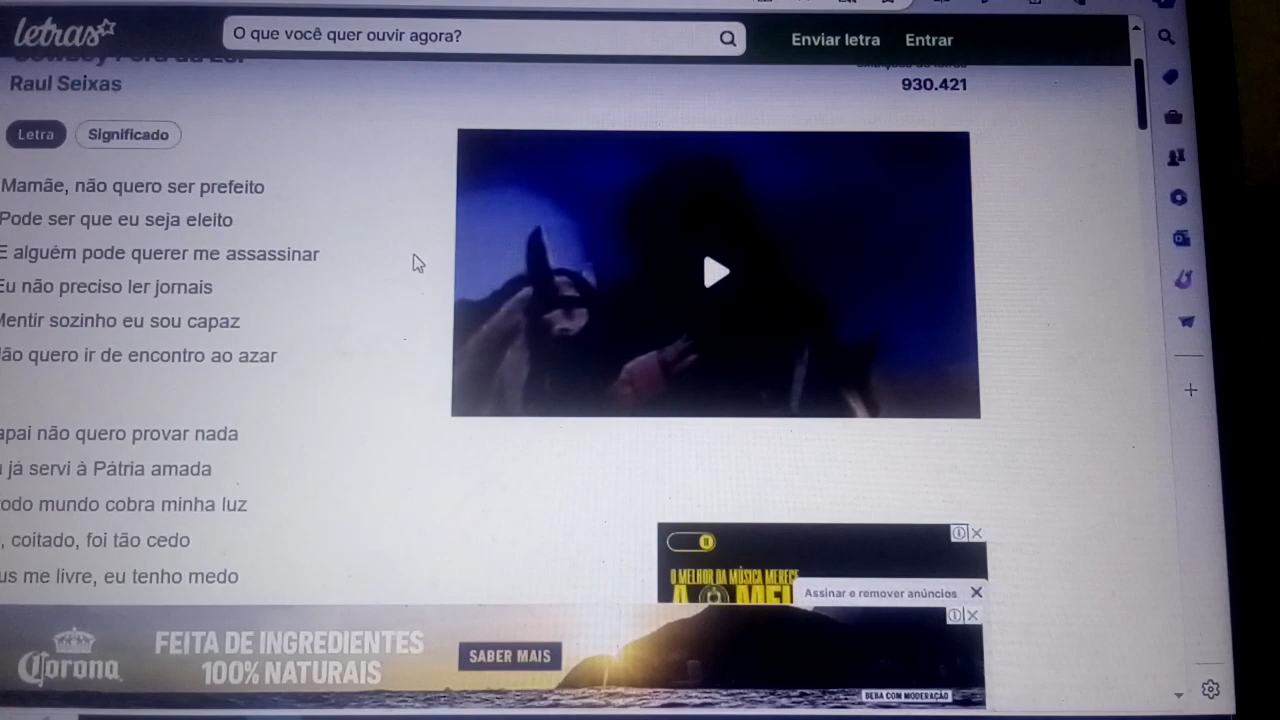 letras
O que você quer ouvir agora?
Enviar letra
Entrar
Raul Seixas
930.421
Letra
Significado
Mamãe, não quero ser prefeito
Pode ser que eu seja eleito
E alguém pode querer me assassinar
Eu não preciso ler jornais
Mentir sozinho eu sou capaz
ão quero ir de encontro ao azar
apai não quero provar nada
já servi à Pátria amada
odo mundo cobra minha luz
, coitado, foi tão cedo
us me livre, eu tenho medo
O MELHOR DA MÚSICA MERECE
A
Assinar e remover anúncios
Corona
FEITA DE INGREDIENTES
100% NATURAIS
SABER MAIS
BEBA COM MODERAÇÃO